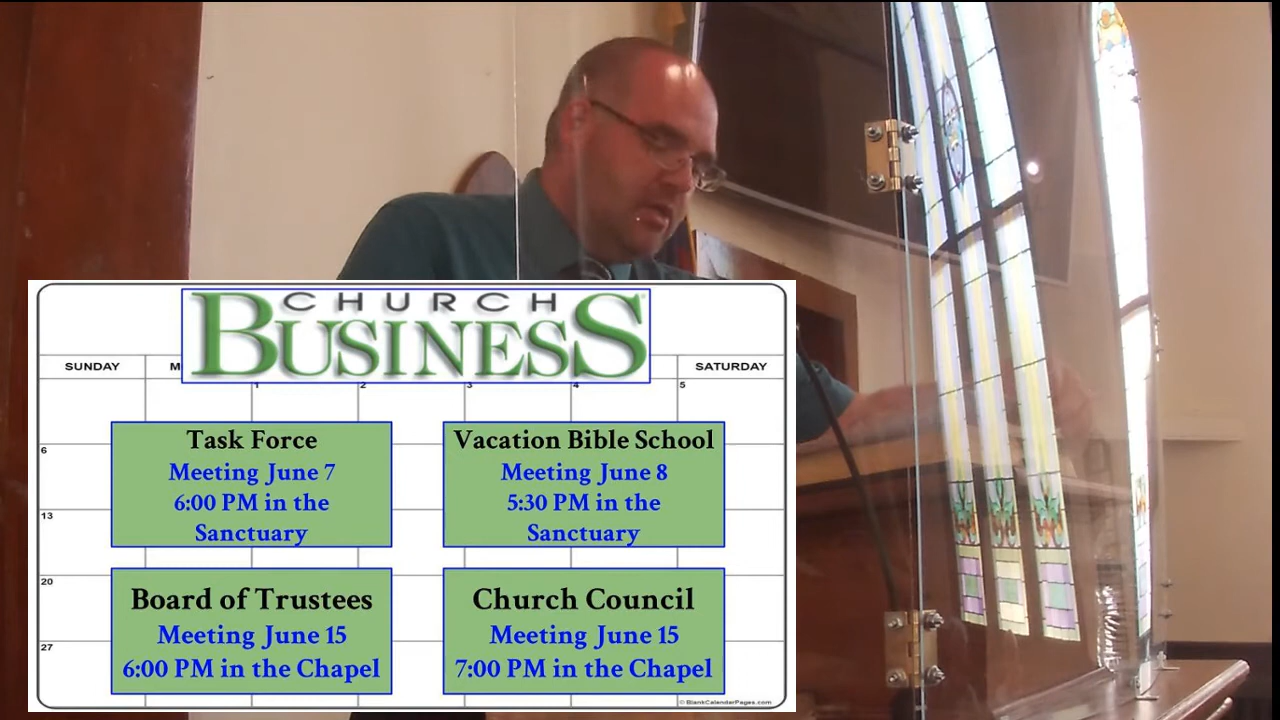 CHURCH
BUSINESS
SUNDAY M SATURDAY
1 2 3 4 5
6
13
20
27
Task Force
Meeting June 7
6:00 PM in the
Sanctuary
Vacation Bible School
Meeting June 8
5:30 PM in the
Sanctuary
Board of Trustees
Meeting June 15
6:00 PM in the Chapel
Church Council
Meeting June 15
7:00 PM in the Chapel
© BlankCalendarPages.com